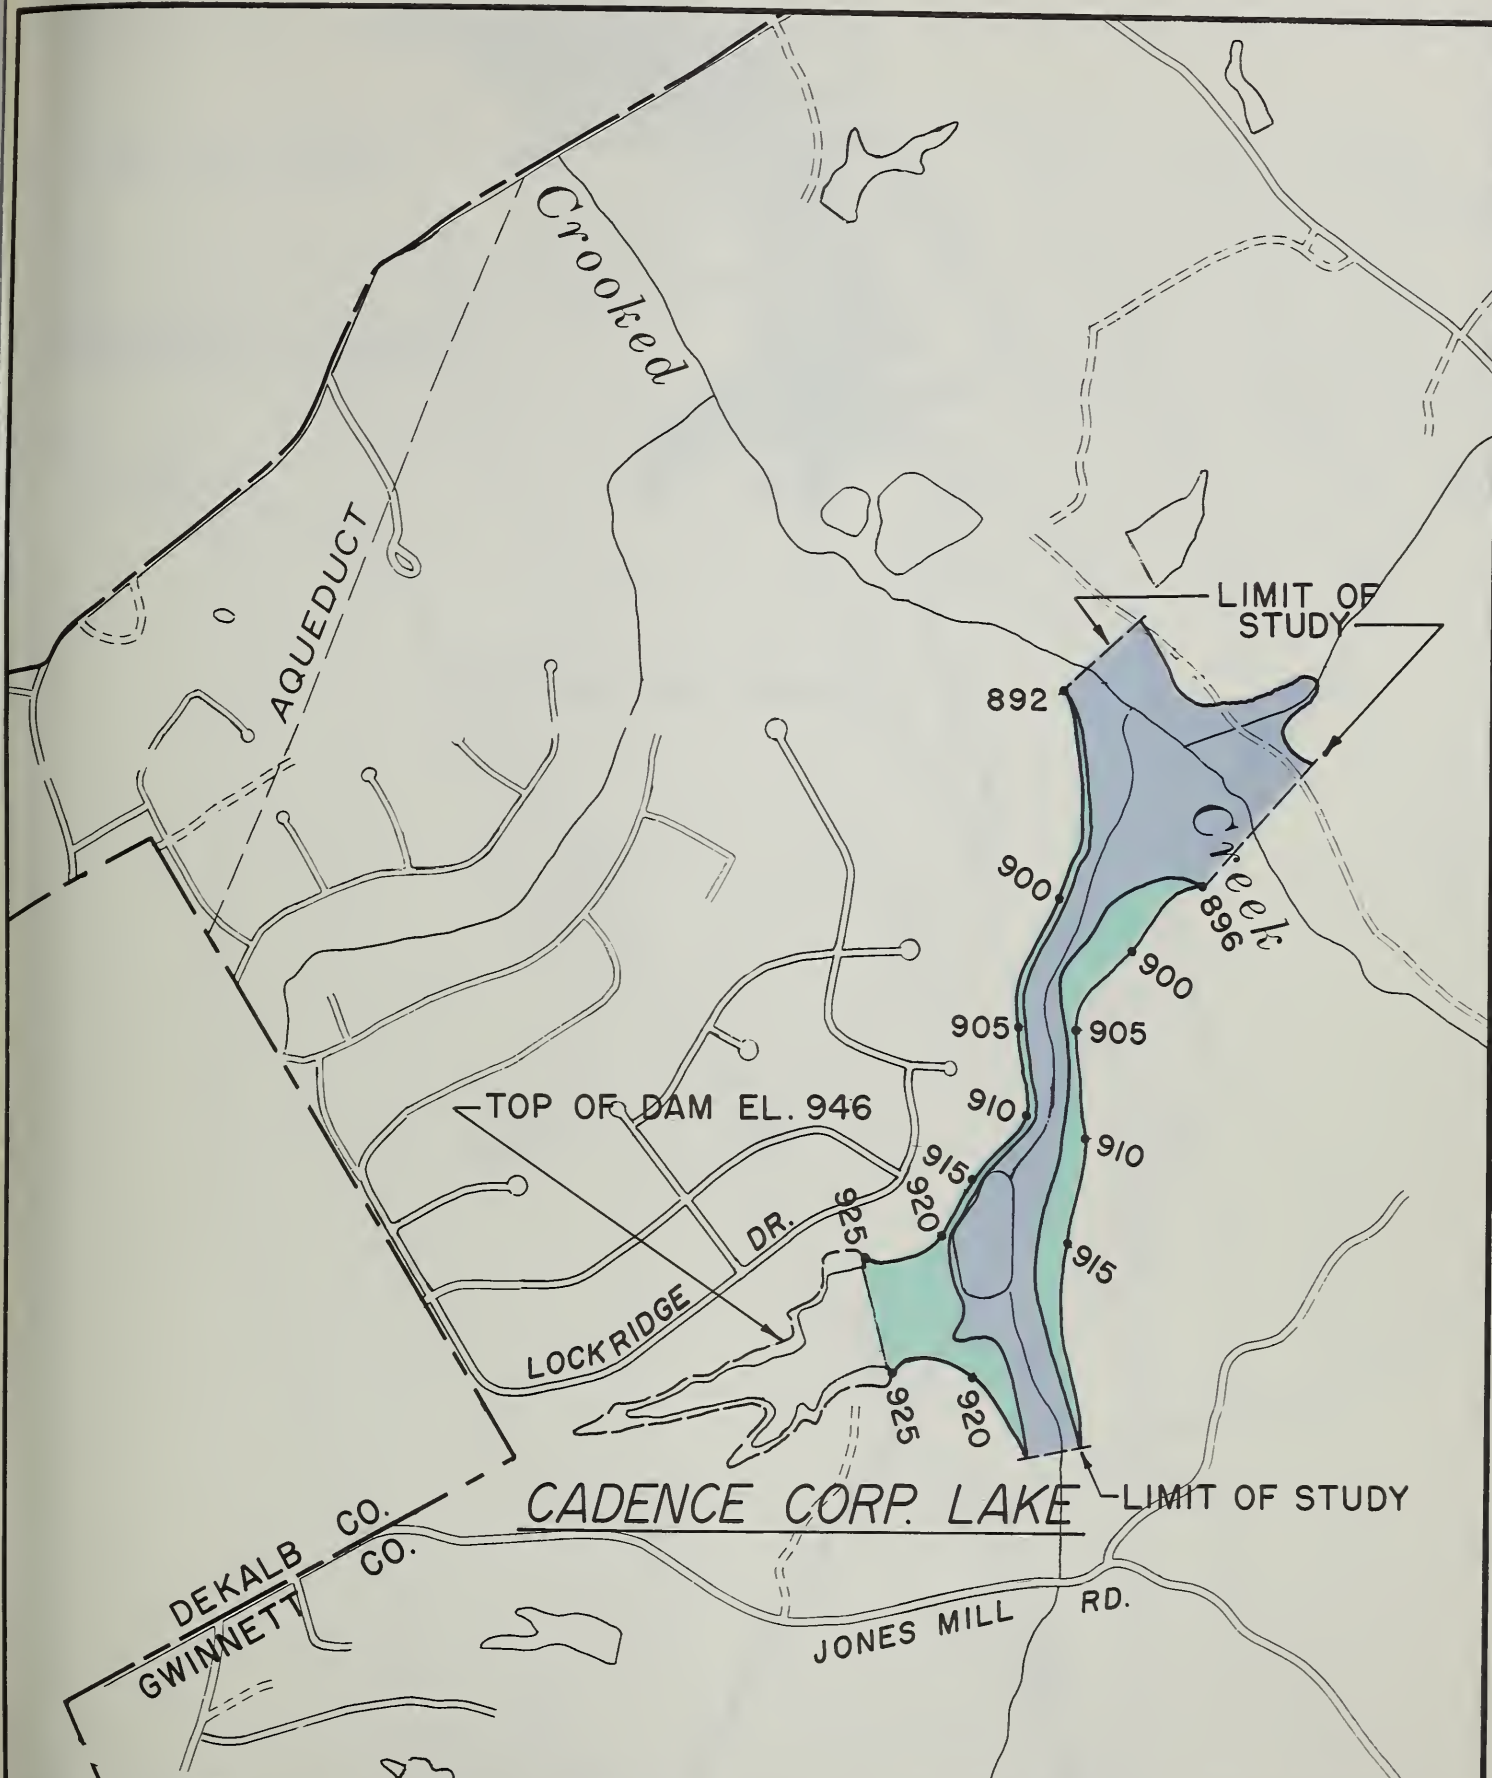 Crooked
AQUEDUCT
LIMIT OF
STUDY
892
Creek
900
896
900
905
905
TOP OF DAM EL. 946
910
910
915
920
925
915
LOCKRIDGE DR.
925
920
CADENCE CORP. LAKE
LIMIT OF STUDY
DEKALB CO.
GWINNETT CO.
JONES MILL RD.